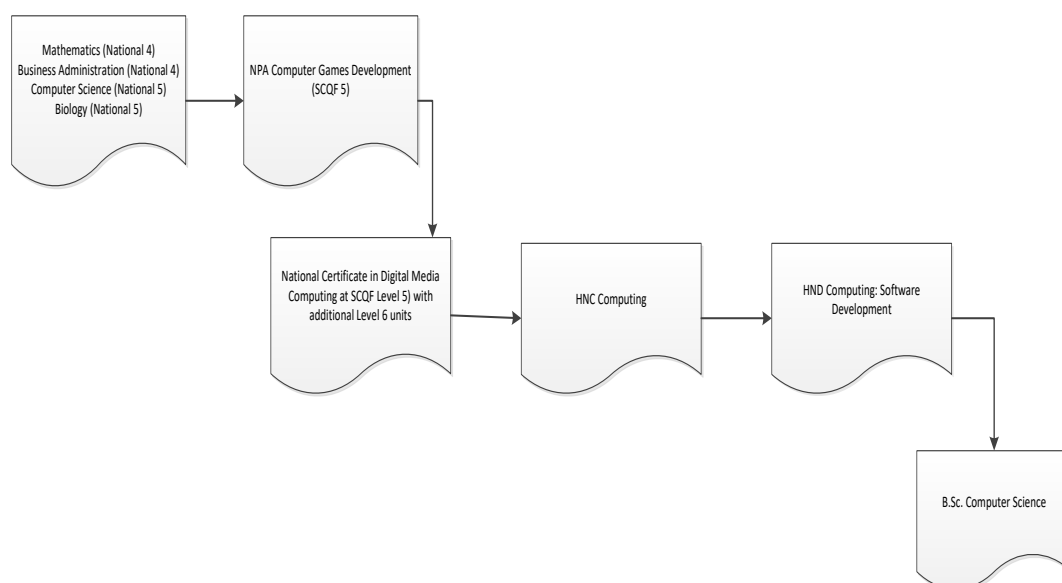 Mathematics (National 4)
Business Administration (National 4)
Computer Science (National 5)
Biology (National 5)
NPA Computer Games Development
(SCQF 5)
National Certificate in Digital Media
Computing at SCQF Level 5) with
additional Level 6 units
HNC Computing
HND Computing: Software
Development
B.Sc. Computer Science